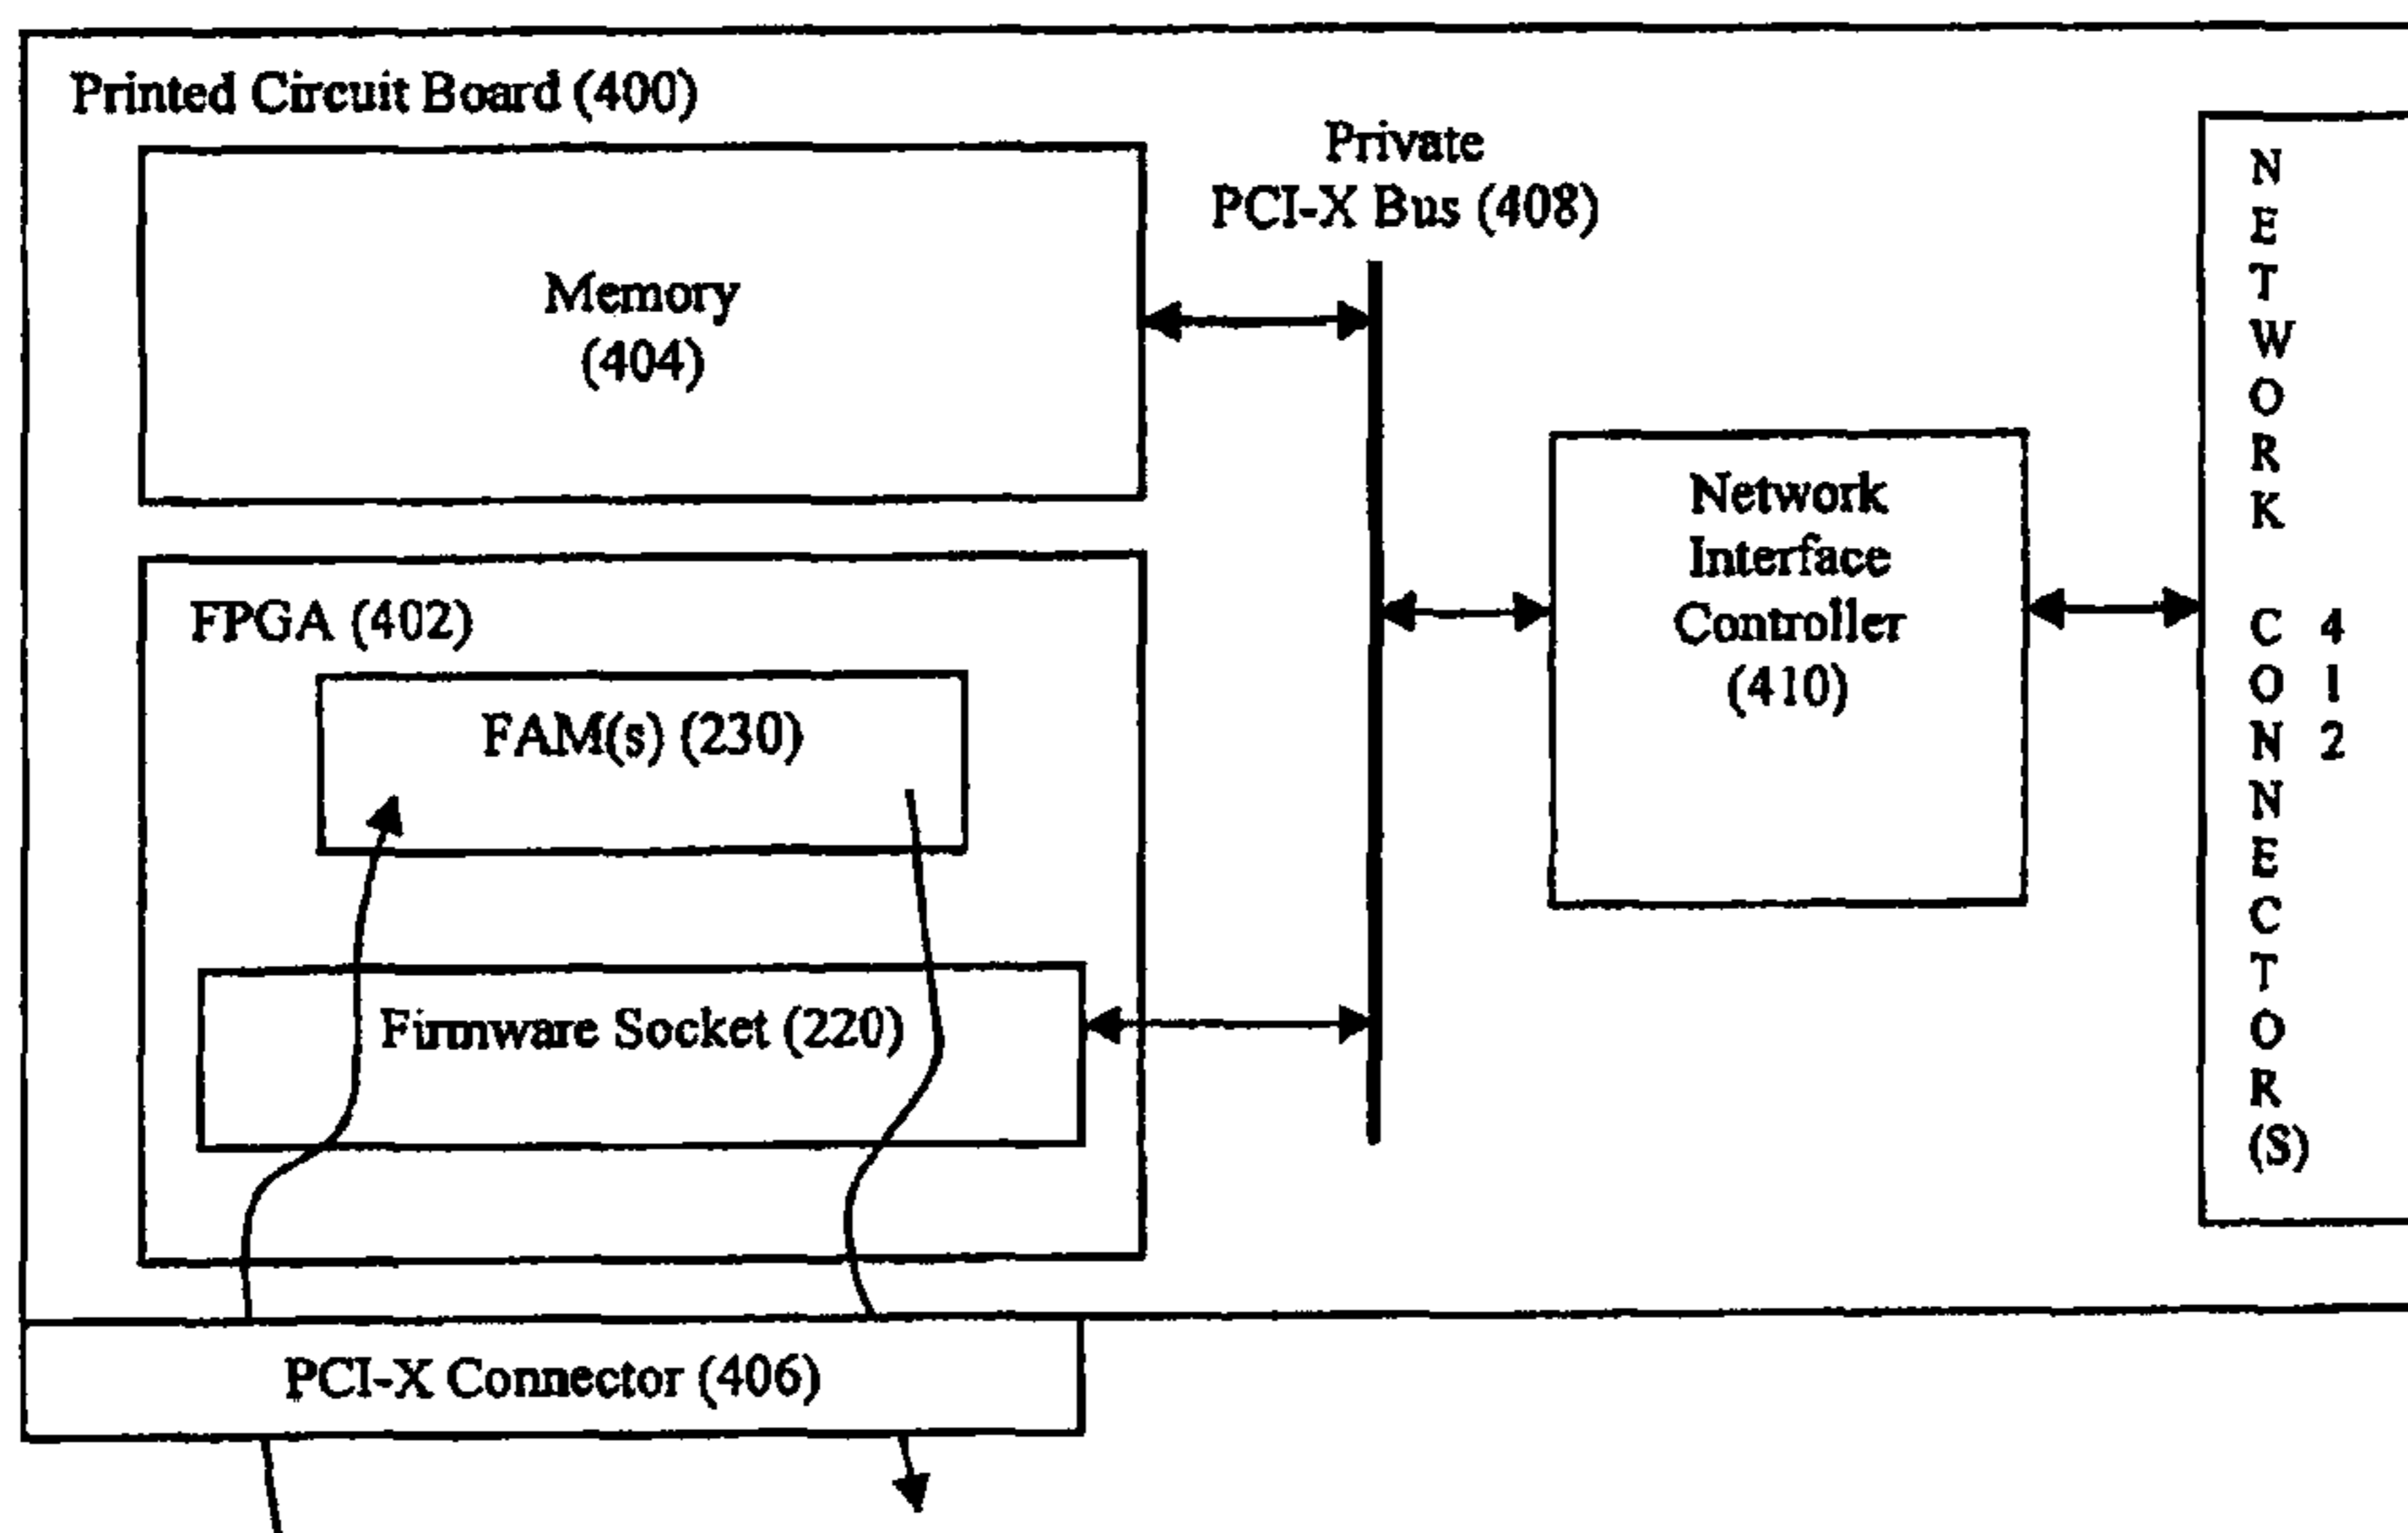 Printed Circuit Board (400)
Private
PCI-X Bus (408)
Memory
(404)
Network
Interface
Controller
(410)
NETWORK CONNECTOR(S)
412
FPGA (402)
FAM(s) (230)
Firmware Socket (220)
PCI-X Connector (406)